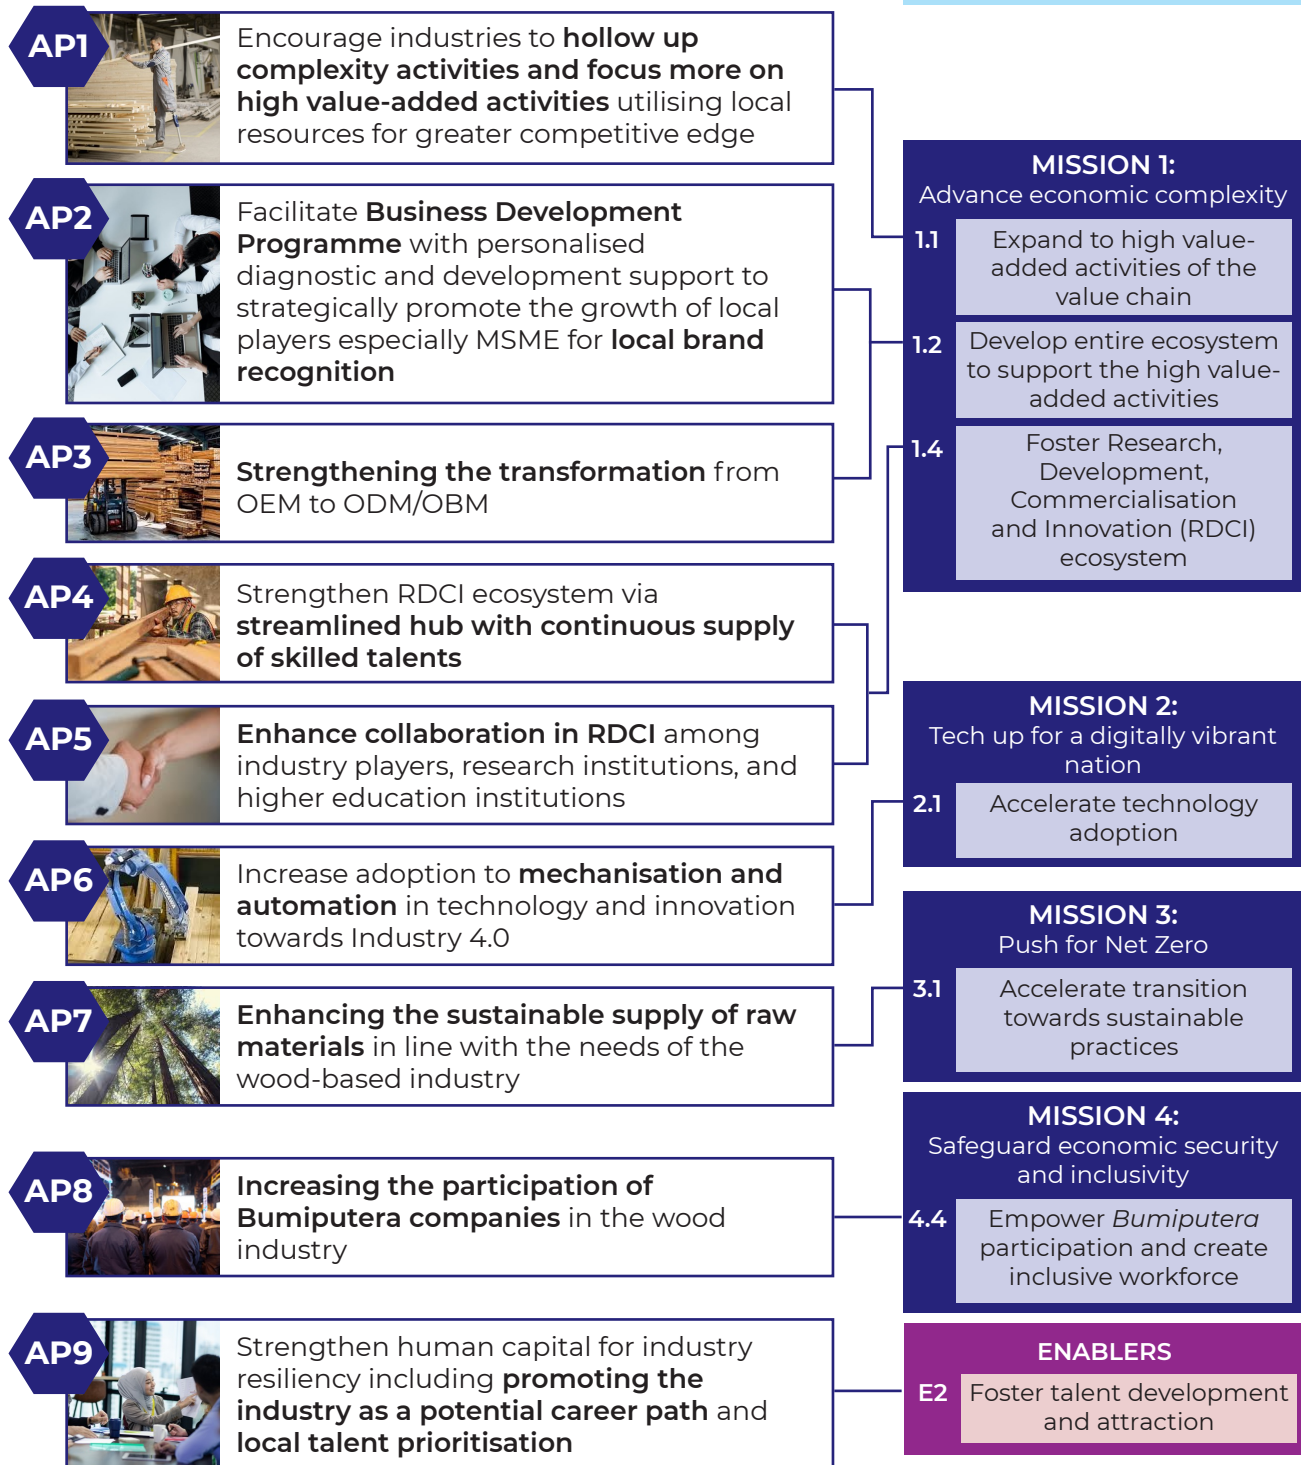 AP1
Encourage industries to hollow up
complexity activities and focus more on
high value-added activities utilising local
resources for greater competitive edge
AP2
Facilitate Business Development
Programme with personalised
diagnostic and development support to
strategically promote the growth of local
players especially MSME for local brand
recognition
AP3
Strengthening the transformation from
OEM to ODM/OBM
AP4
Strengthen RDCI ecosystem via
streamlined hub with continuous supply
of skilled talents
AP5
Enhance collaboration in RDCI among
industry players, research institutions, and
higher education institutions
AP6
Increase adoption to mechanisation and
automation in technology and innovation
towards Industry 4.0
AP7
Enhancing the sustainable supply of raw
materials in line with the needs of the
wood-based industry
AP8
Increasing the participation of
Bumiputera companies in the wood
industry
AP9
Strengthen human capital for industry
resiliency including promoting the
industry as a potential career path and
local talent prioritisation
MISSION 1:
Advance economic complexity
1.1
Expand to high value-
added activities of the
value chain
1.2
Develop entire ecosystem
to support the high value-
added activities
1.4
Foster Research,
Development,
Commercialisation
and Innovation (RDCI)
ecosystem
MISSION 2:
Tech up for a digitally vibrant
nation
2.1
Accelerate technology
adoption
MISSION 3:
Push for Net Zero
3.1
Accelerate transition
towards sustainable
practices
MISSION 4:
Safeguard economic security
and inclusivity
4.4
Empower Bumiputera
participation and create
inclusive workforce
ENABLERS
E2
Foster talent development
and attraction